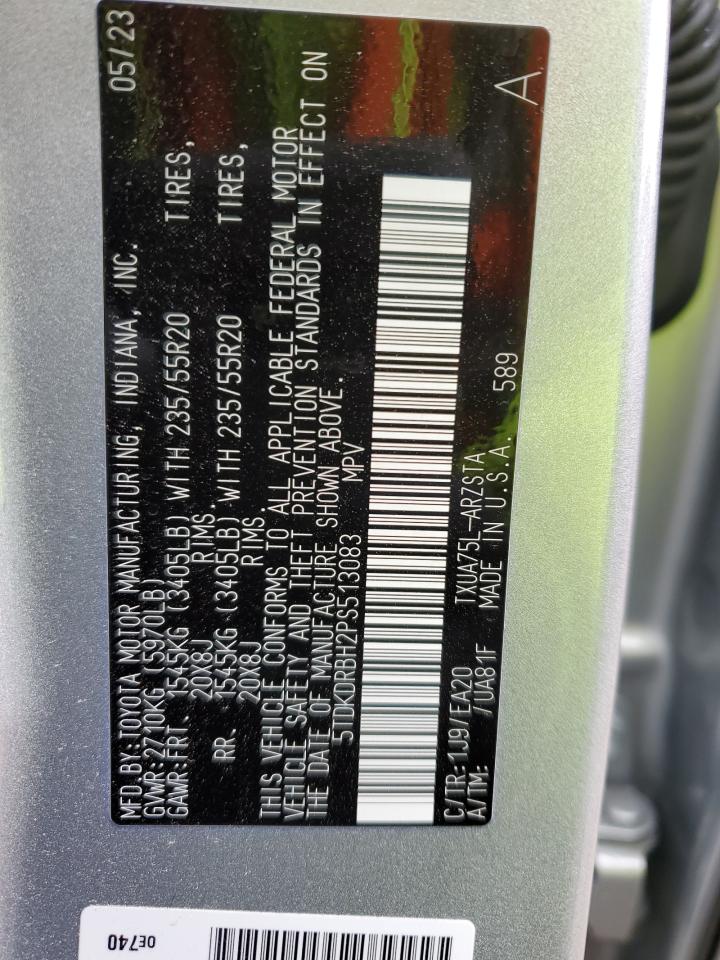 MFD.BY:TOYOTA MOTOR MANUFACTURING, INDIANA, INC. 05/23
GVWR:2710KG (5970LB)
GAWR:FRT. 1545KG (3405LB) WITH 235/55R20 TIRES,
20X8J RIMS.
RR. 1545KG (3405LB) WITH 235/55R20 TIRES,
20X8J RIMS.
THIS VEHICLE CONFORMS TO ALL APPLICABLE FEDERAL MOTOR
VEHICLE SAFETY AND THEFT PREVENTION STANDARDS IN EFFECT ON
THE DATE OF MANUFACTURE SHOWN ABOVE.
5TDKDRBH2PS513083 MPV
C/TR:1J9/EA20 TXUA75L-ARZSTA
A/TM: /UA81F MADE IN U.S.A. 589
A
0E740